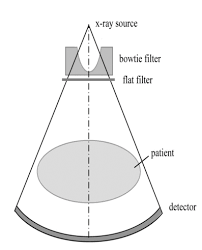 x-ray source
bowtie filter
flat filter
patient
detector